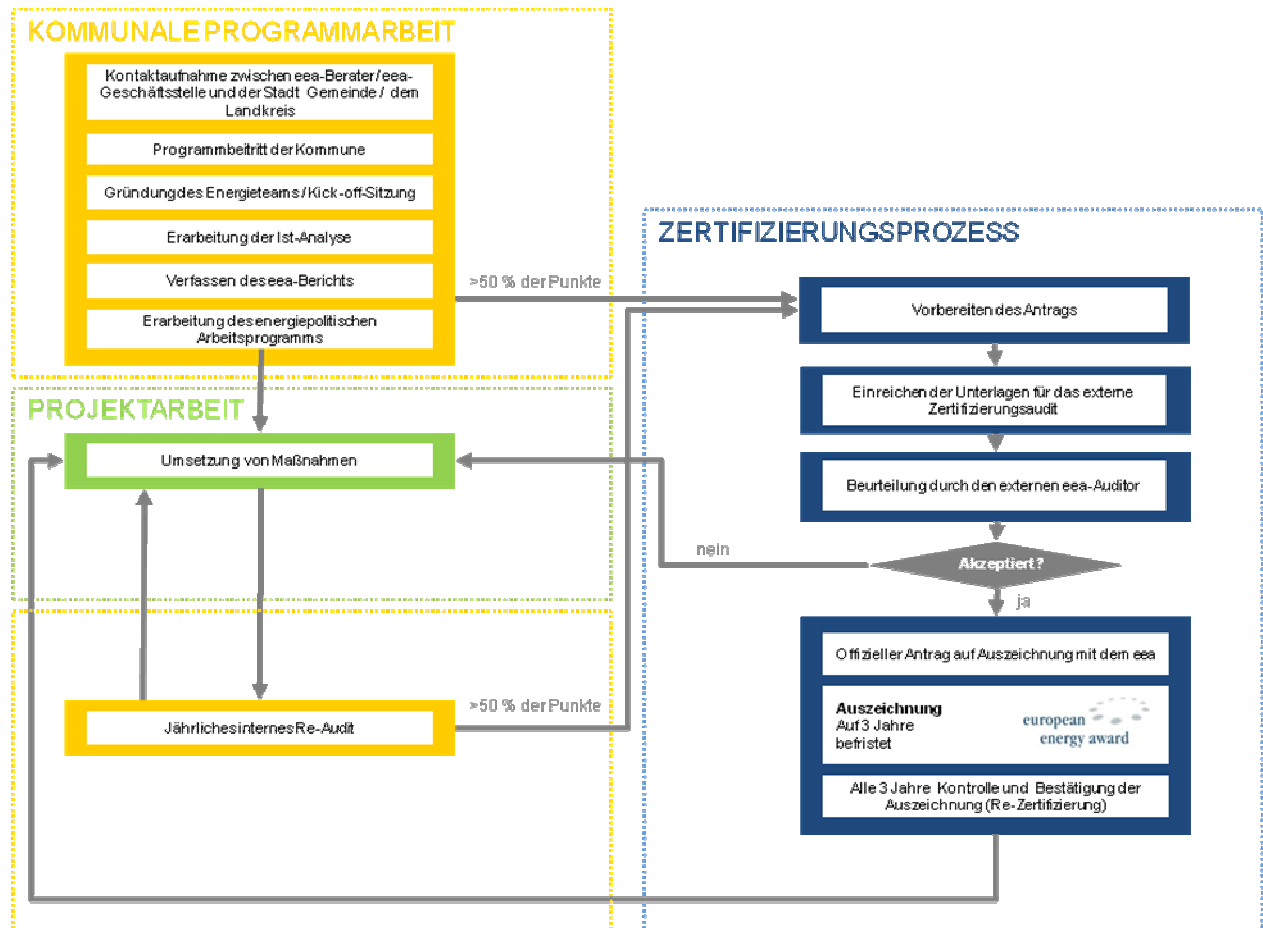 KOMMUNALE PROGRAMMARBEIT
Kontaktaufnahme zwischen eea-Berater/eea-
Geschäftsstelle und der Stadt Gemeinde / dem
Landkreis
Programmbeitritt der Kommune
Gründung des Energieteams / Kick-off-Sitzung
Erarbeitung der Ist-Analyse
Verfassen des eea-Berichts
Erarbeitung des energiepolitischen
Arbeitsprogramms
>50 % der Punkte
PROJEKTARBEIT
Umsetzung von Maßnahmen
Jährliches internes Re-Audit
>50 % der Punkte
ZERTIFIZIERUNGSPROZESS
Vorbereiten des Antrags
Einreichen der Unterlagen für das externe
Zertifizierungsaudit
Beurteilung durch den externen eea-Auditor
Akzeptiert?
nein
ja
Offizieller Antrag auf Auszeichnung mit dem eea
Auszeichnung
Auf 3 Jahre
befristet
european
energy award
Alle 3 Jahre Kontrolle und Bestätigung der
Auszeichnung (Re-Zertifizierung)